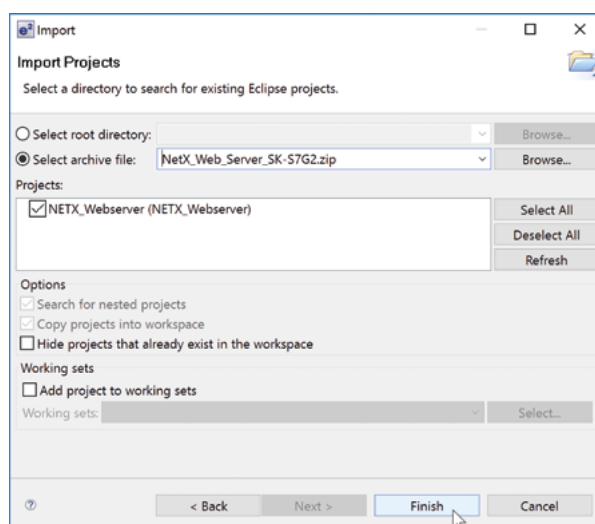 e² Import
Import Projects
Select a directory to search for existing Eclipse projects.
Select root directory: Browse...
Select archive file: NetX_Web_Server_SK-S7G2.zip Browse...
Projects:
NETX_Webserver (NETX_Webserver) Select All
Deselect All
Refresh
Options
Search for nested projects
Copy projects into workspace
Hide projects that already exist in the workspace
Working sets
Add project to working sets
Working sets: Select...
? < Back Next > Finish Cancel